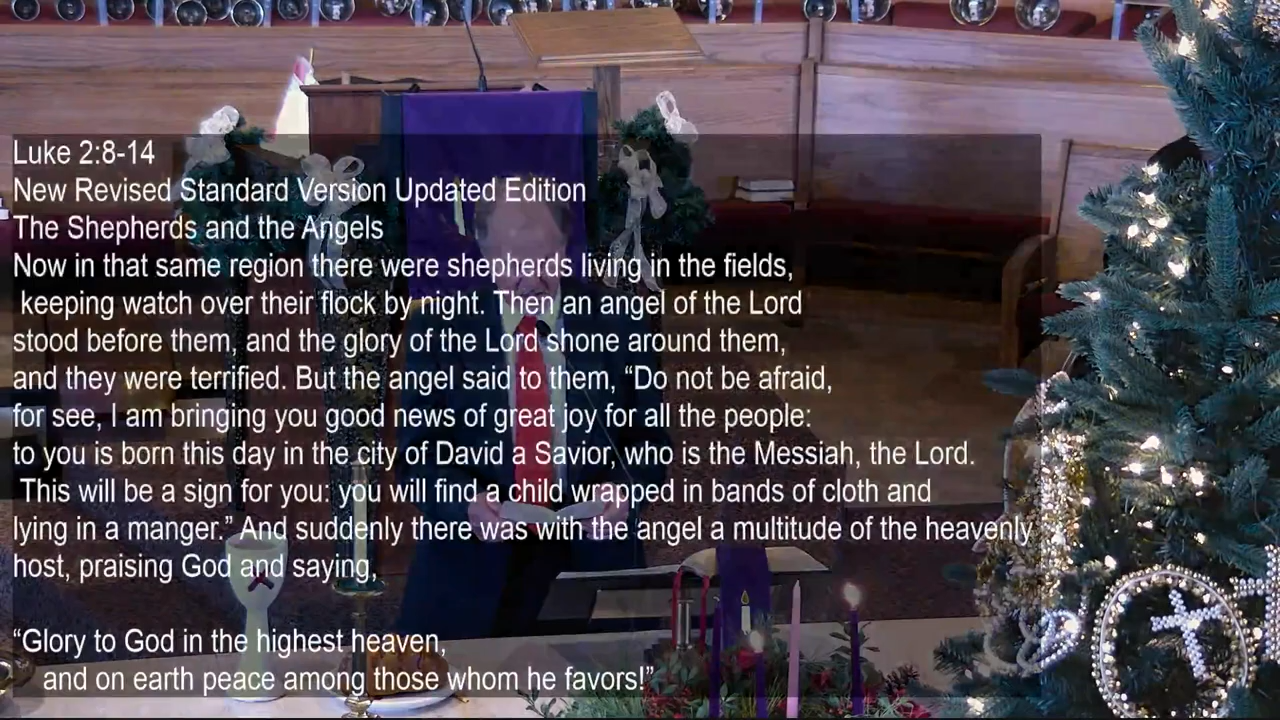 Luke 2:8-14
New Revised Standard Version Updated Edition
The Shepherds and the Angels
Now in that same region there were shepherds living in the fields,
keeping watch over their flock by night. Then an angel of the Lord
stood before them, and the glory of the Lord shone around them,
and they were terrified. But the angel said to them, “Do not be afraid,
for see, I am bringing you good news of great joy for all the people:
to you is born this day in the city of David a Savior, who is the Messiah, the Lord.
This will be a sign for you: you will find a child wrapped in bands of cloth and
lying in a manger.” And suddenly there was with the angel a multitude of the heavenly
host, praising God and saying,
“Glory to God in the highest heaven,
and on earth peace among those whom he favors!”